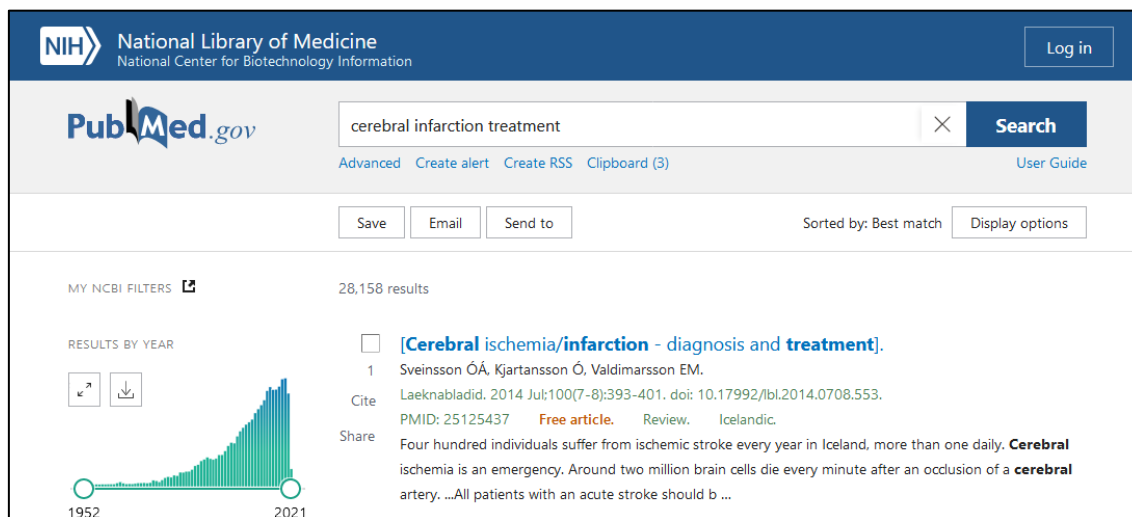 NIH
National Library of Medicine
National Center for Biotechnology Information
Log in
PubMed.gov
cerebral infarction treatment
Search
Advanced Create alert Create RSS Clipboard (3)
User Guide
Save Email Send to
Sorted by: Best match Display options
MY NCBI FILTERS
28,158 results
RESULTS BY YEAR
[Cerebral ischemia/infarction - diagnosis and treatment].
1
Sveinsson ÓÁ, Kjartansson Ó, Valdimarsson EM.
Cite
Laeknabladid. 2014 Jul;100(7-8):393-401. doi: 10.17992/lbl.2014.0708.553.
PMID: 25125437 Free article. Review. Icelandic.
Share
Four hundred individuals suffer from ischemic stroke every year in Iceland, more than one daily. Cerebral
ischemia is an emergency. Around two million brain cells die every minute after an occlusion of a cerebral
artery. ...All patients with an acute stroke should b ...
1952 2021